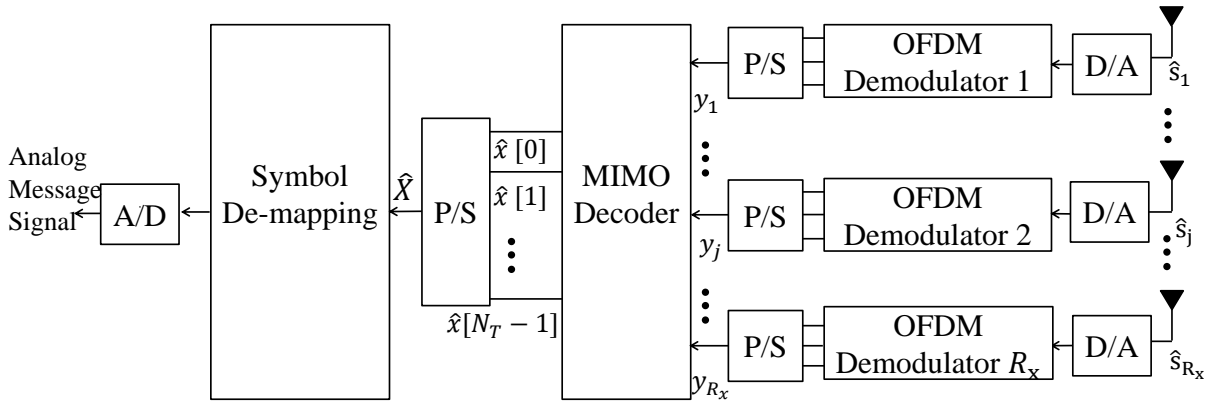 Analog
Message
Signal
A/D
Symbol
De-mapping
X̂
P/S
x̂ [0]
x̂ [1]
x̂[N_T − 1]
MIMO
Decoder
y_1
P/S
OFDM
Demodulator 1
D/A
ŝ_1
y_j
P/S
OFDM
Demodulator 2
D/A
ŝ_j
y_{R_x}
P/S
OFDM
Demodulator R_x
D/A
ŝ_{R_x}